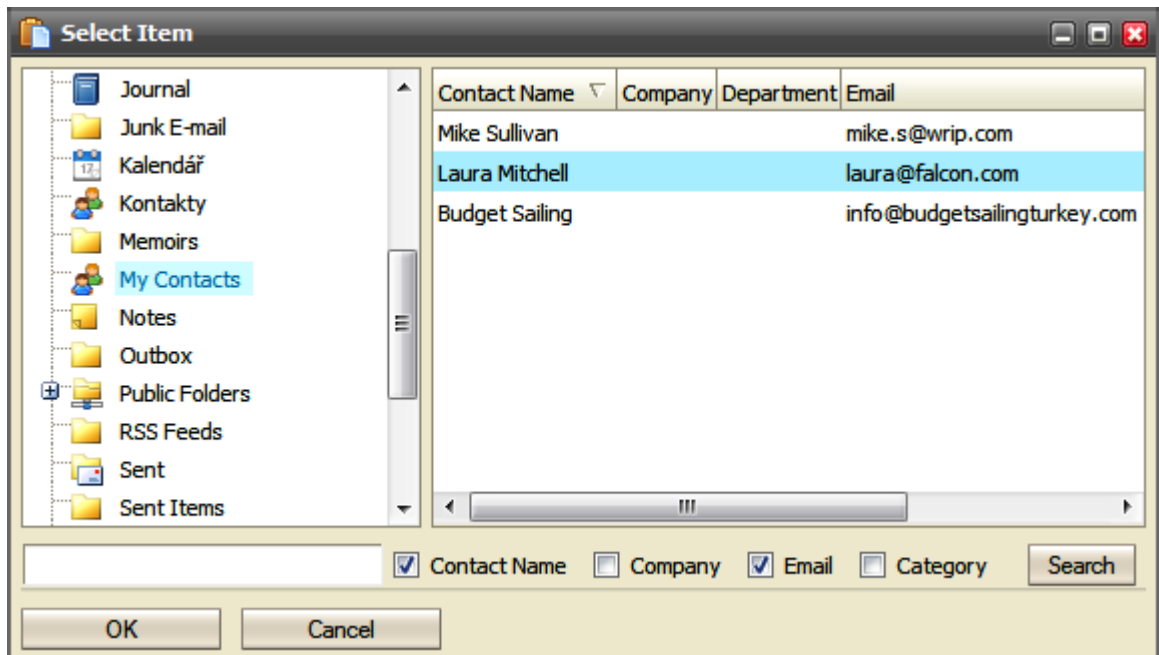 Select Item
Journal
Junk E-mail
Kalendář
Kontakty
Memoirs
My Contacts
Notes
Outbox
Public Folders
RSS Feeds
Sent
Sent Items
Contact Name Company Department Email
Mike Sullivan mike.s@wrip.com
Laura Mitchell laura@falcon.com
Budget Sailing info@budgetsailingturkey.com
Contact Name Company Email Category Search
OK Cancel